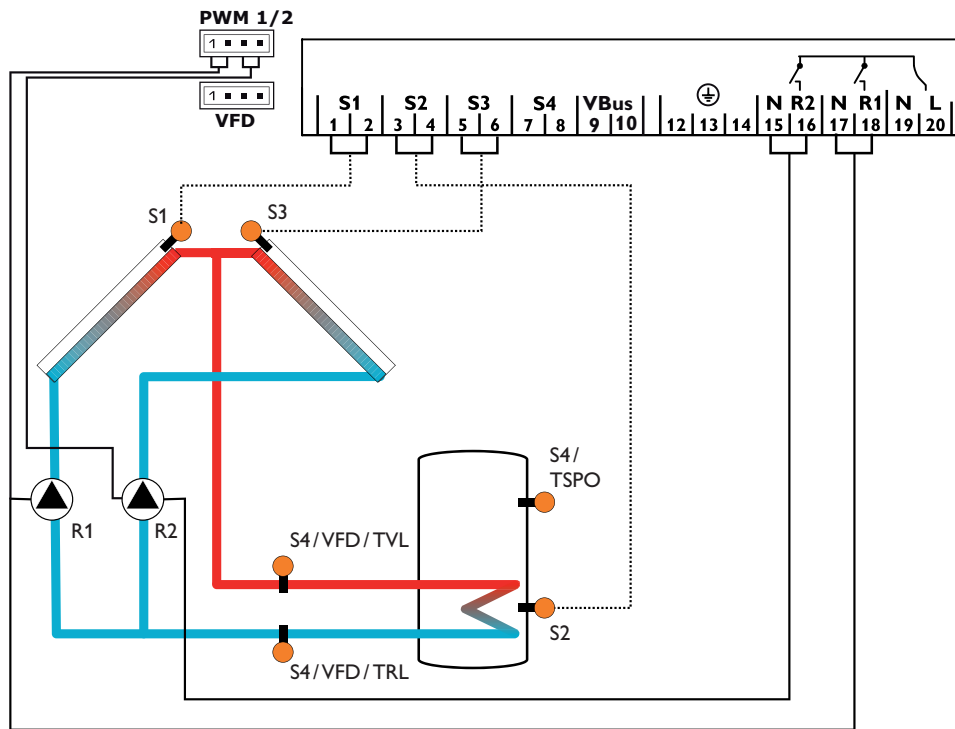 PWM 1/2
1
1
VFD
S1 S2 S3 S4 VBus N R2 N R1 N L
1 2 3 4 5 6 7 8 9 10 12 13 14 15 16 17 18 19 20
S1 S3
S4 / TSPO
R1 R2
S4 / VFD / TVL
S2
S4 / VFD / TRL